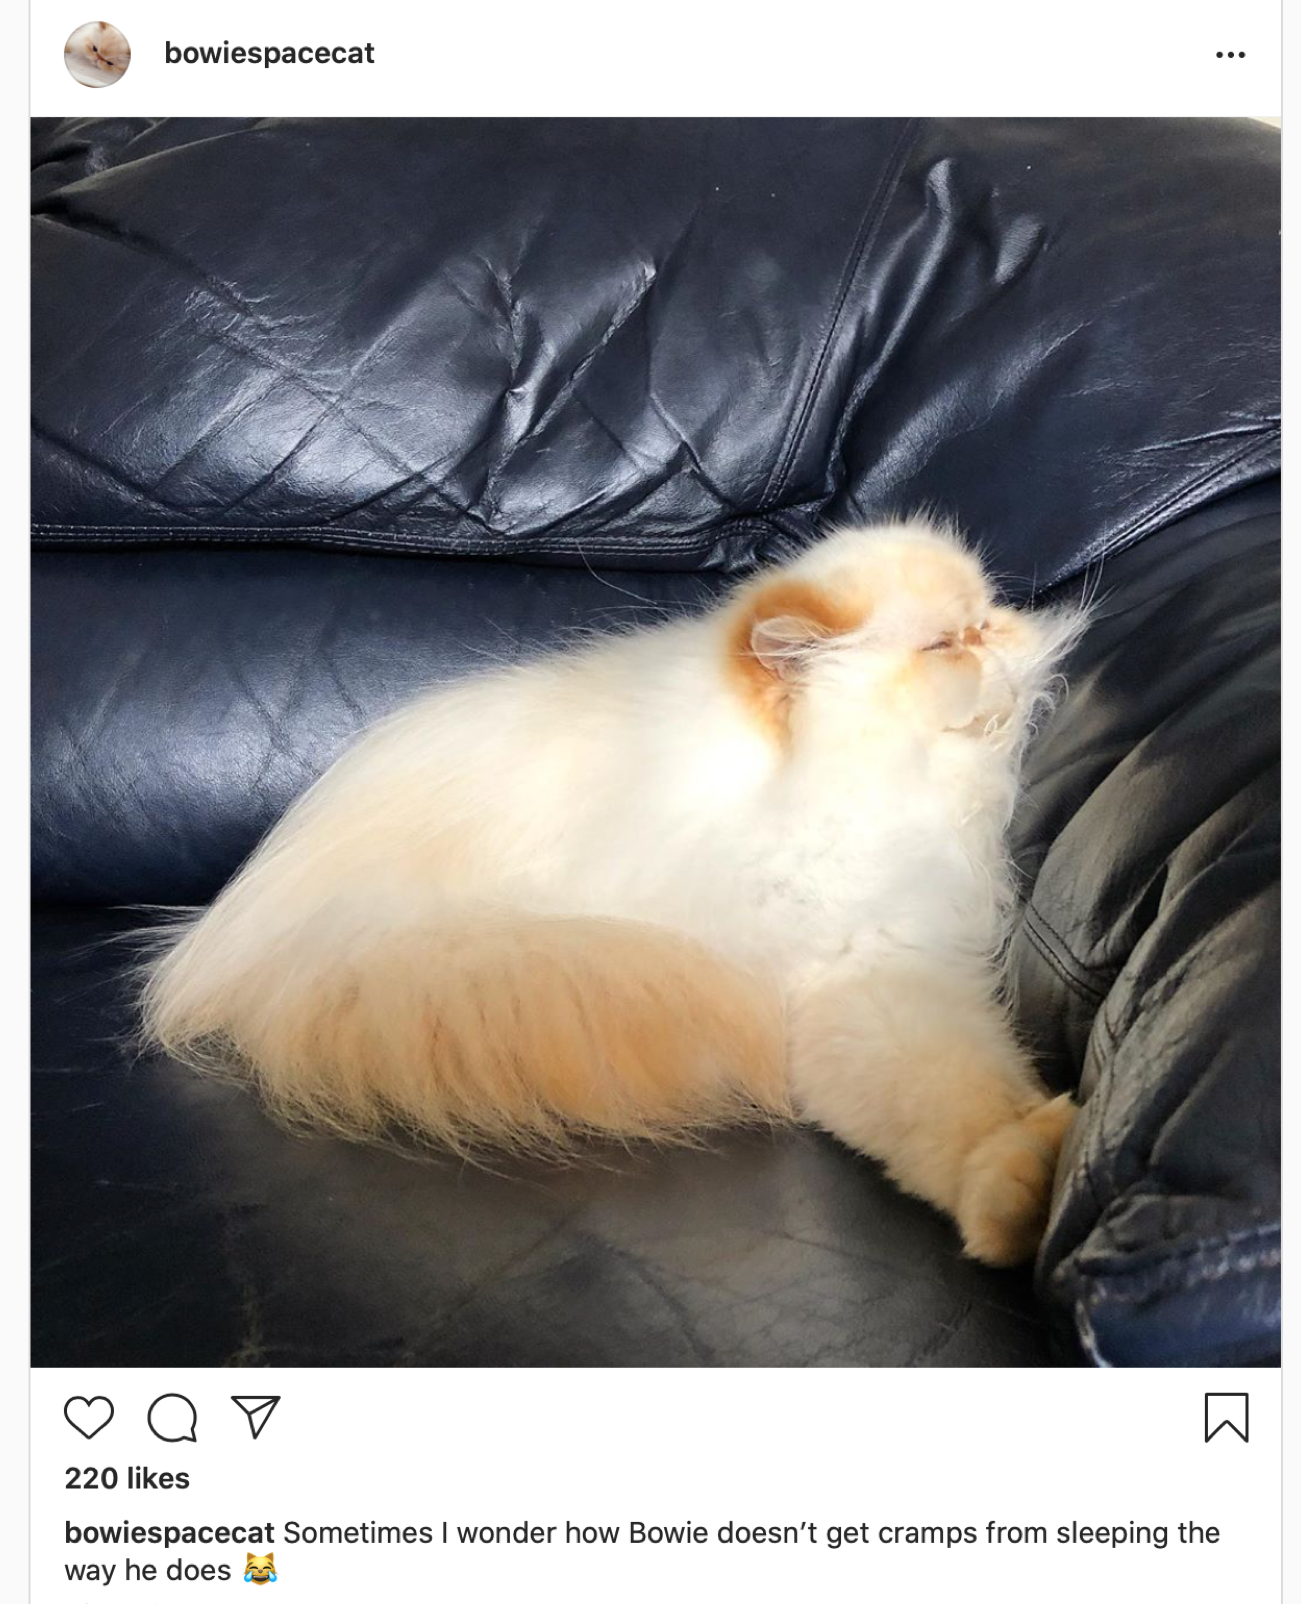 bowiespacecat
220 likes
bowiespacecat Sometimes I wonder how Bowie doesn’t get cramps from sleeping the
way he does 😹